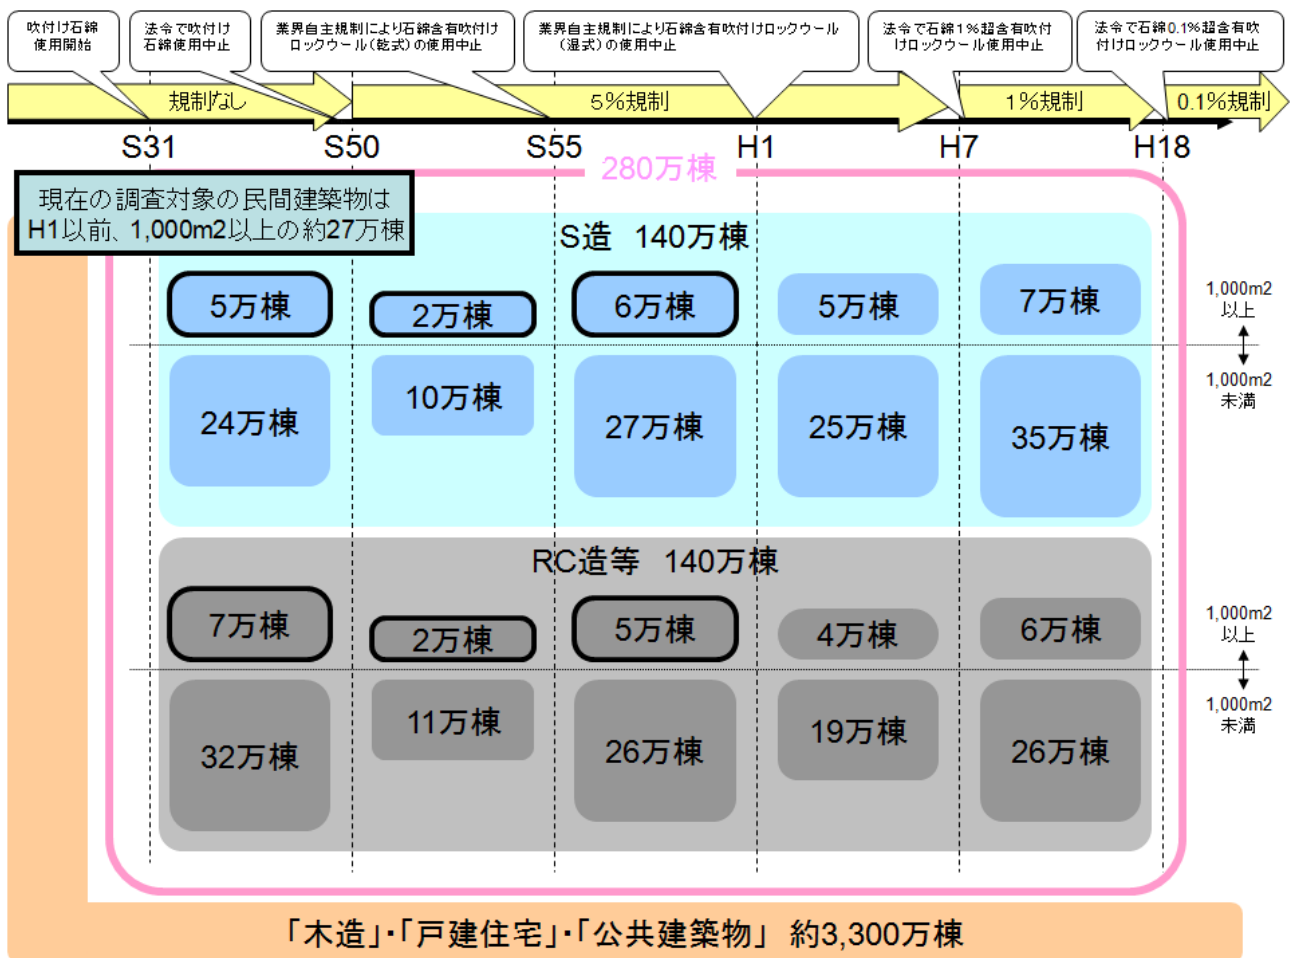 吹付け石綿
使用開始
法令で吹付け
石綿使用中止
業界自主規制により石綿含有吹付け
ロックウール（乾式）の使用中止
業界自主規制により石綿含有吹付けロックウール
（湿式）の使用中止
法令で石綿1％超含有吹付
けロックウール使用中止
法令で石綿0.1％超含有吹
付けロックウール使用中止
規制なし
5％規制
1％規制
0.1％規制
S31
S50
S55
H1
H7
H18
280万棟
現在の調査対象の民間建築物は
H1以前、1,000m2以上の約27万棟
S造 140万棟
5万棟
2万棟
6万棟
5万棟
7万棟
1,000m2
以上
1,000m2
未満
24万棟
10万棟
27万棟
25万棟
35万棟
RC造等 140万棟
7万棟
2万棟
5万棟
4万棟
6万棟
1,000m2
以上
1,000m2
未満
32万棟
11万棟
26万棟
19万棟
26万棟
「木造」・「戸建住宅」・「公共建築物」 約3,300万棟